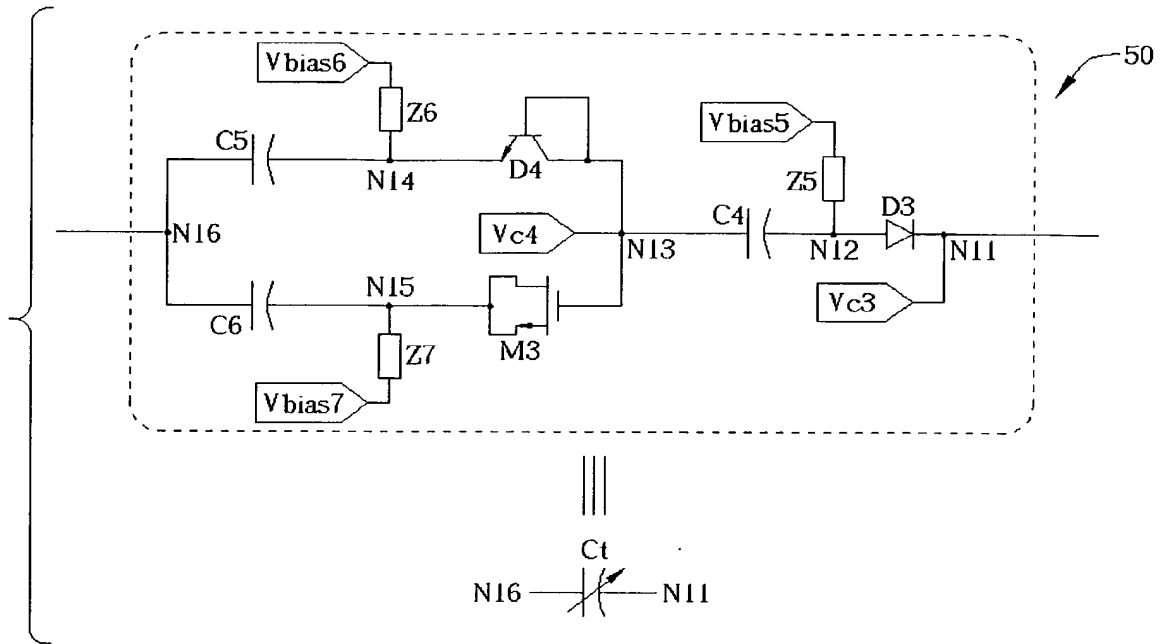 Vbias6
50
Z6
Vbias5
C5
D4
Z5
N14
C4
D3
N16
Vc4
N13
N12
N11
N15
Vc3
C6
Z7
M3
Vbias7
Ct
N16
N11